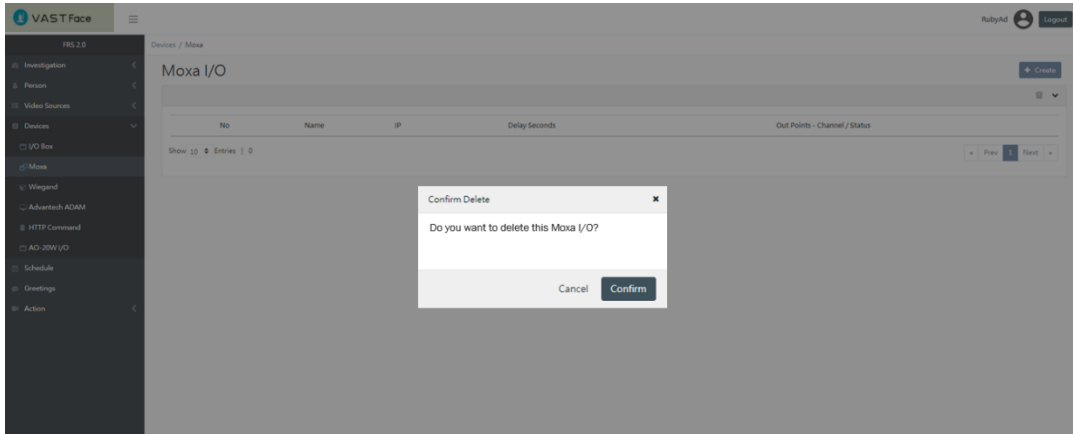 VAST Face
RubyAd
Logout
FRS 2.0
Devices / Moxa
Investigation
Moxa I/O
+ Create
Person
Video Sources
Devices
No Name IP Delay Seconds Out Points - Channel / Status
I/O Box
Show 10 Entries | 0
« Prev 1 Next »
Moxa
Wiegand
Advantech ADAM
HTTP Command
AO-20W I/O
Schedule
Greetings
Action
Confirm Delete
Do you want to delete this Moxa I/O?
Cancel Confirm